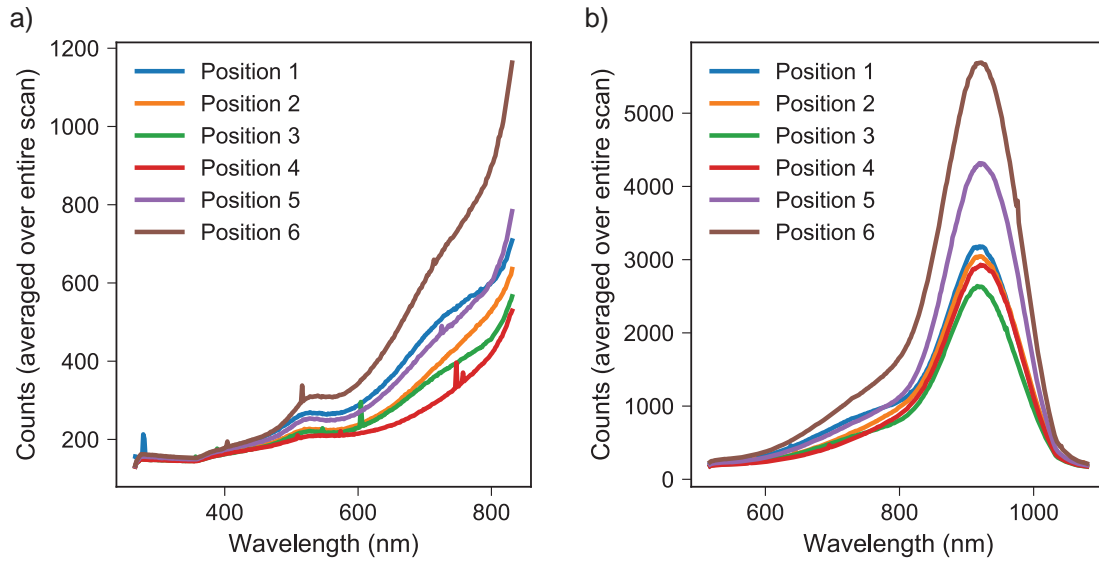 a)
Counts (averaged over entire scan)
1200
1000
800
600
400
200
Position 1
Position 2
Position 3
Position 4
Position 5
Position 6
400
600
800
Wavelength (nm)
b)
Counts (averaged over entire scan)
5000
4000
3000
2000
1000
0
Position 1
Position 2
Position 3
Position 4
Position 5
Position 6
600
800
1000
Wavelength (nm)